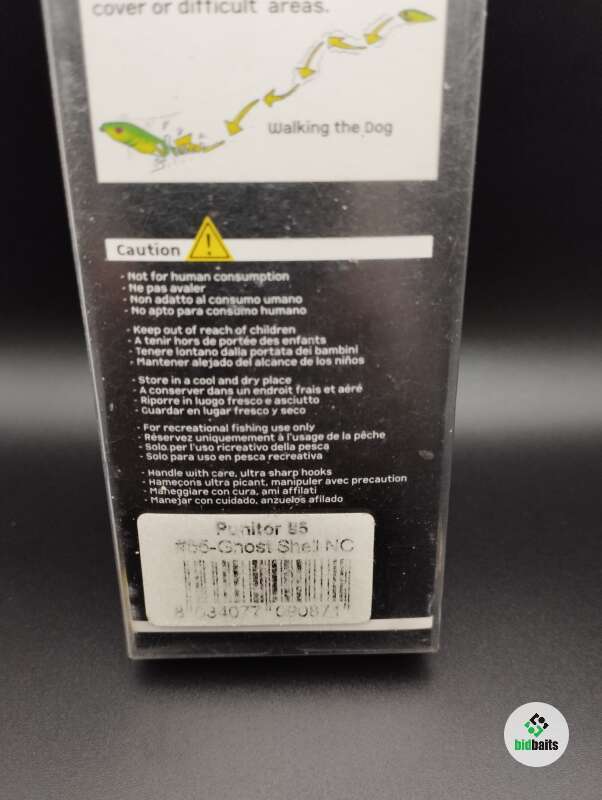 cover or difficult areas.
Walking the Dog
Caution
- Not for human consumption
- Ne pas avaler
- Non adatto al consumo umano
- No apto para consumo humano
- Keep out of reach of children
- A tenir hors de portée des enfants
- Tenere lontano dalla portata dei bambini
- Mantener alejado del alcance de los niños
- Store in a cool and dry place
- A conserver dans un endroit frais et aéré
- Riporre in luogo fresco e asciutto
- Guardar en lugar fresco y seco
- For recreational fishing use only
- Réservez uniquemement à l'usage de la pêche
- Solo per l'uso ricreativo della pesca
- Solo para uso en pesca recreativa
- Handle with care, ultra sharp hooks
- Hameçons ultra picant, manipuler avec precaution
- Maneggiare con cura, ami affilati
- Manejar con cuidado, anzuelos afilado
Punitor
Ghost Shell NC
bidbaits